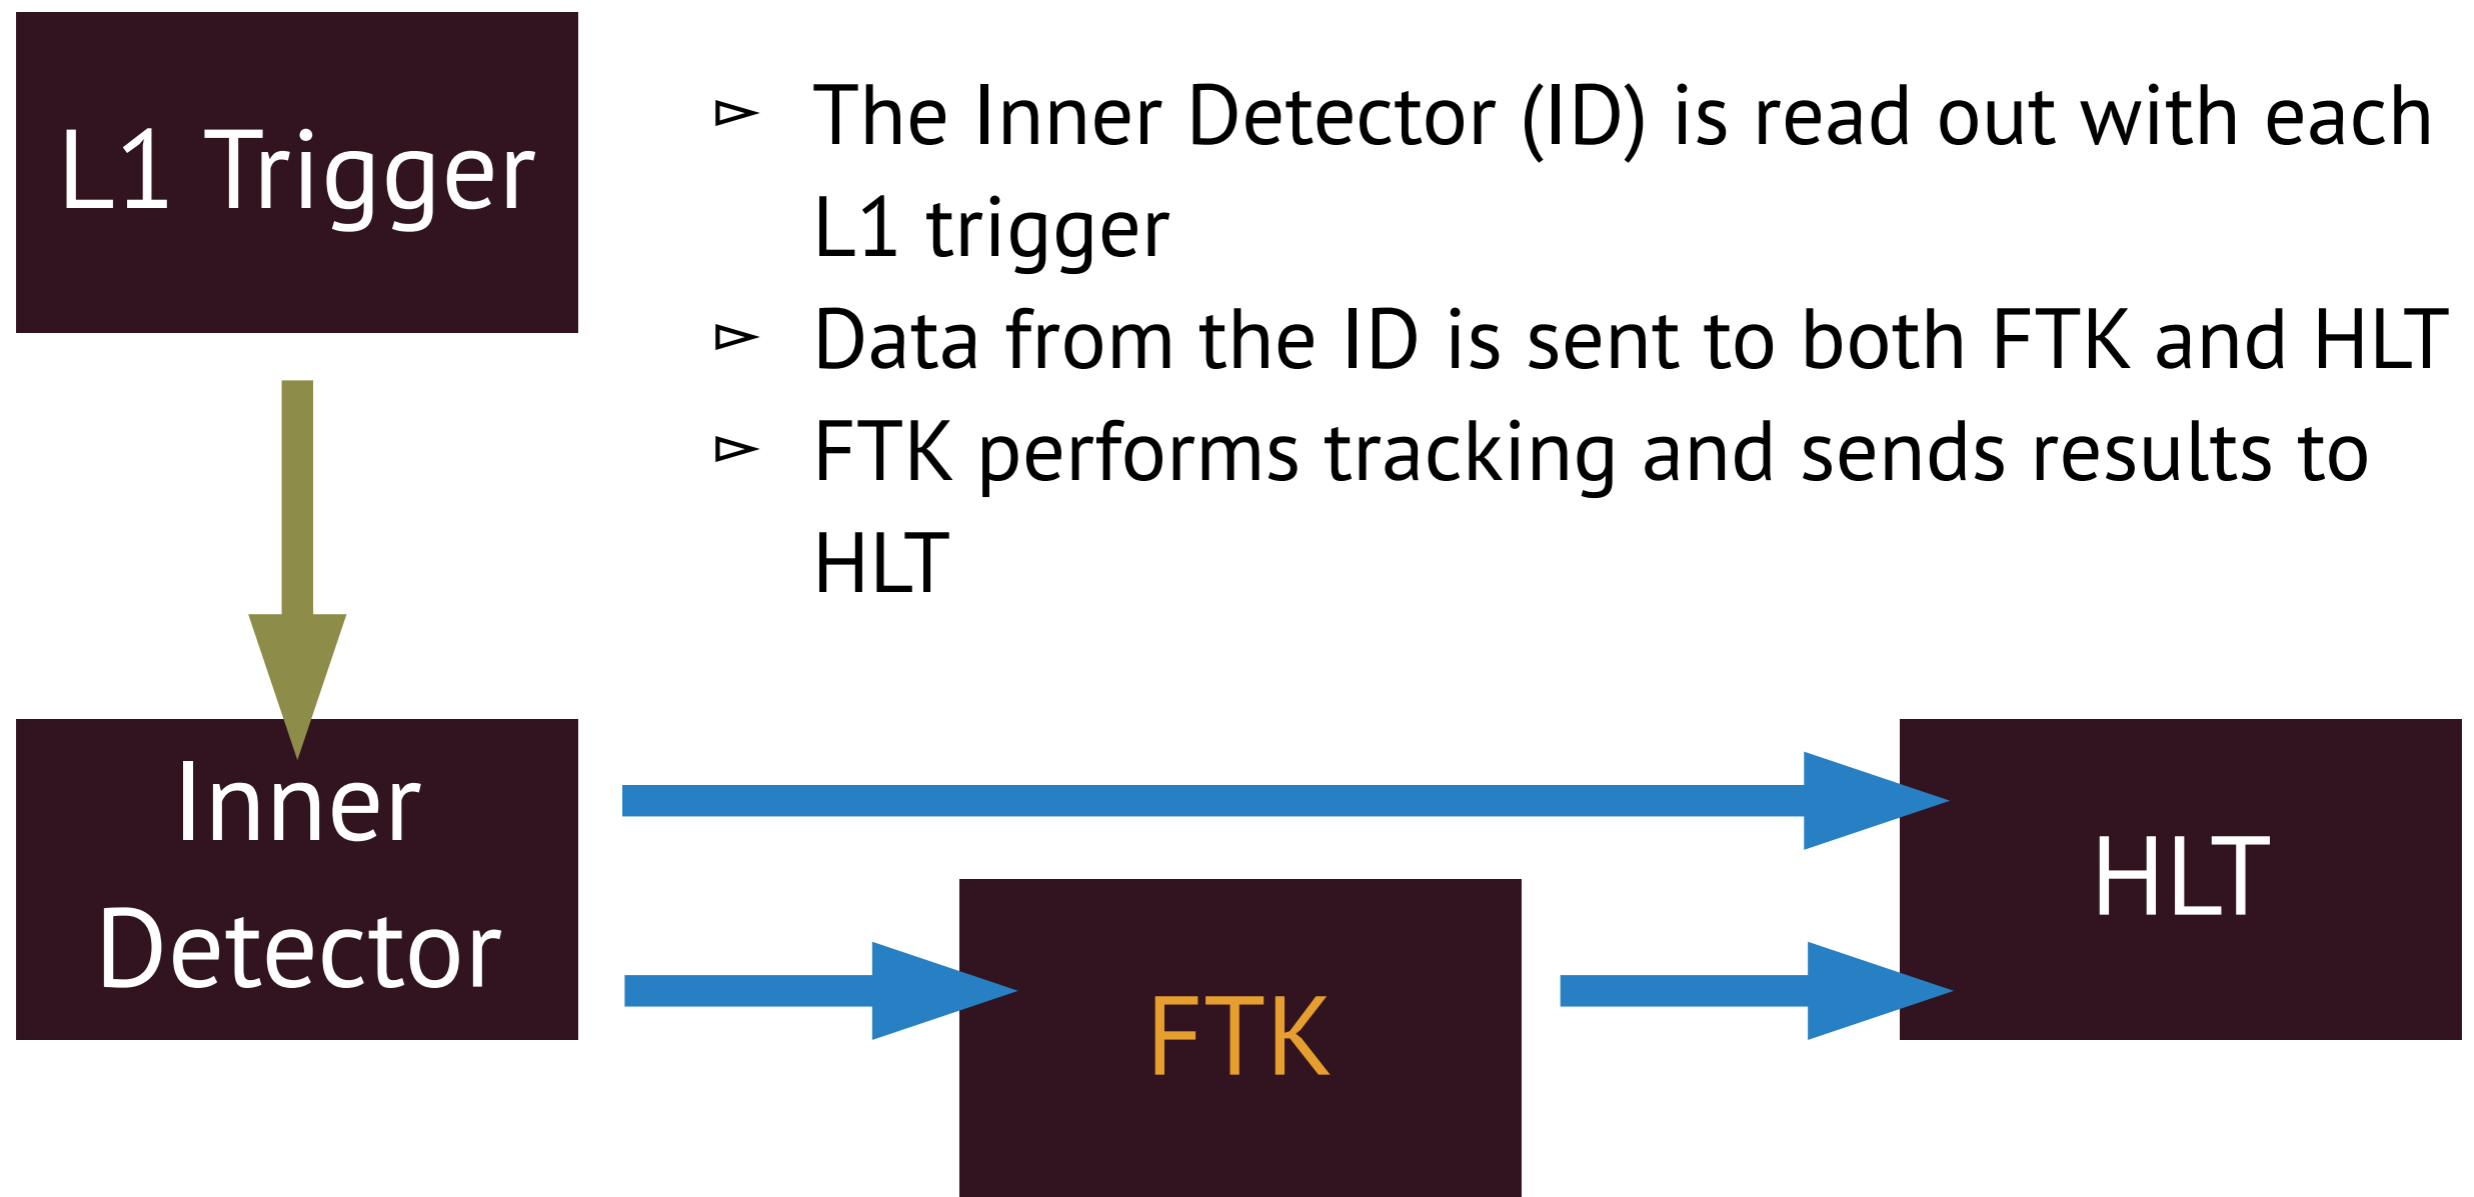 L1 Trigger
➢ The Inner Detector (ID) is read out with each
L1 trigger
➢ Data from the ID is sent to both FTK and HLT
➢ FTK performs tracking and sends results to
HLT
Inner
Detector
FTK
HLT